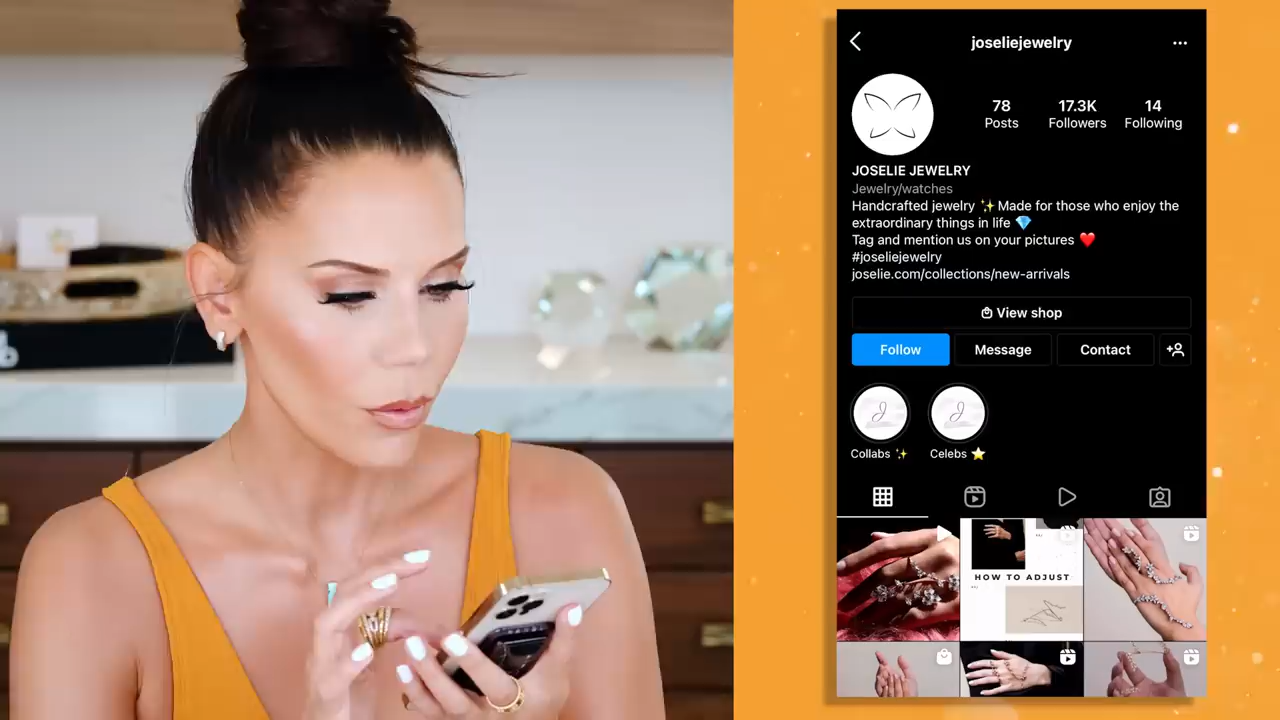 joseliejewelry
78
Posts
17.3K
Followers
14
Following
JOSELIE JEWELRY
Jewelry/watches
Handcrafted jewelry ✨Made for those who enjoy the
extraordinary things in life 💎
Tag and mention us on your pictures ❤️
#joseliejewelry
joselie.com/collections/new-arrivals
View shop
Follow
Message
Contact
Collabs ✨
Celebs ⭐
HOW TO ADJUST